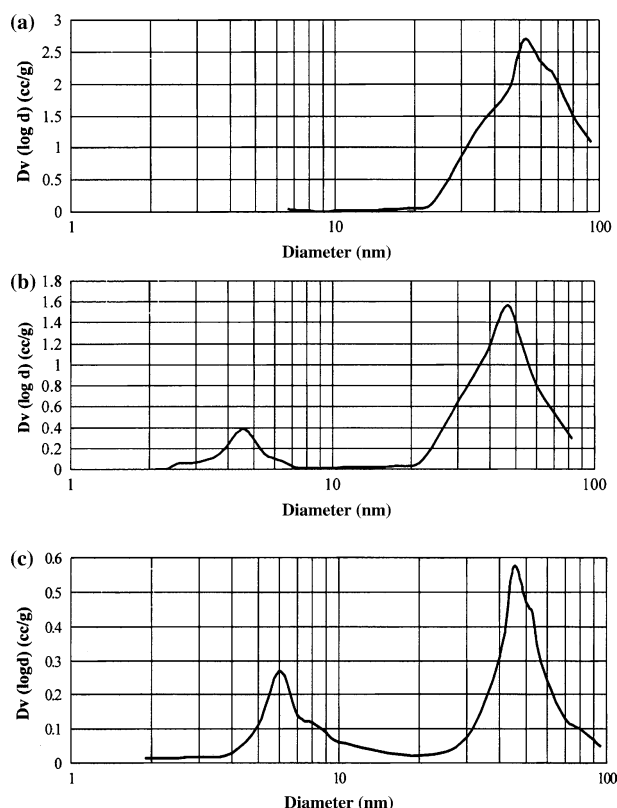 (a)
3
2.5
2
1.5
1
0.5
0
Dv (log d) (cc/g)
1 10 100
Diameter (nm)
(b)
1.8
1.6
1.4
1.2
1
0.8
0.6
0.4
0.2
0
Dv (log d) (cc/g)
1 10 100
Diameter (nm)
(c)
0.6
0.5
0.4
0.3
0.2
0.1
0
Dv (logd) (cc/g)
1 10 100
Diameter (nm)